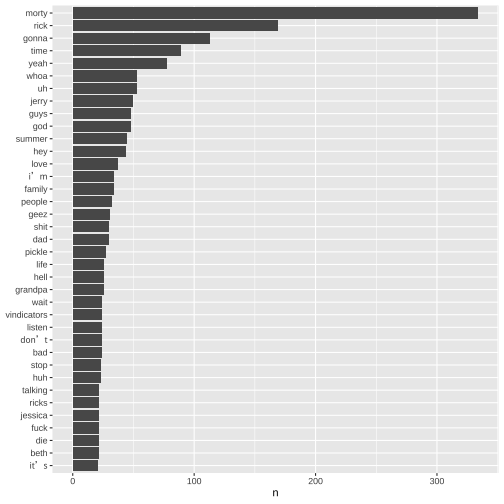 morty
rick
gonna
time
yeah
whoa
uh
jerry
guys
god
summer
hey
love
i’m
family
people
geez
shit
dad
pickle
life
hell
grandpa
wait
vindicators
listen
don’t
bad
stop
huh
talking
ricks
jessica
fuck
die
beth
it’s
0 100 200 300
n